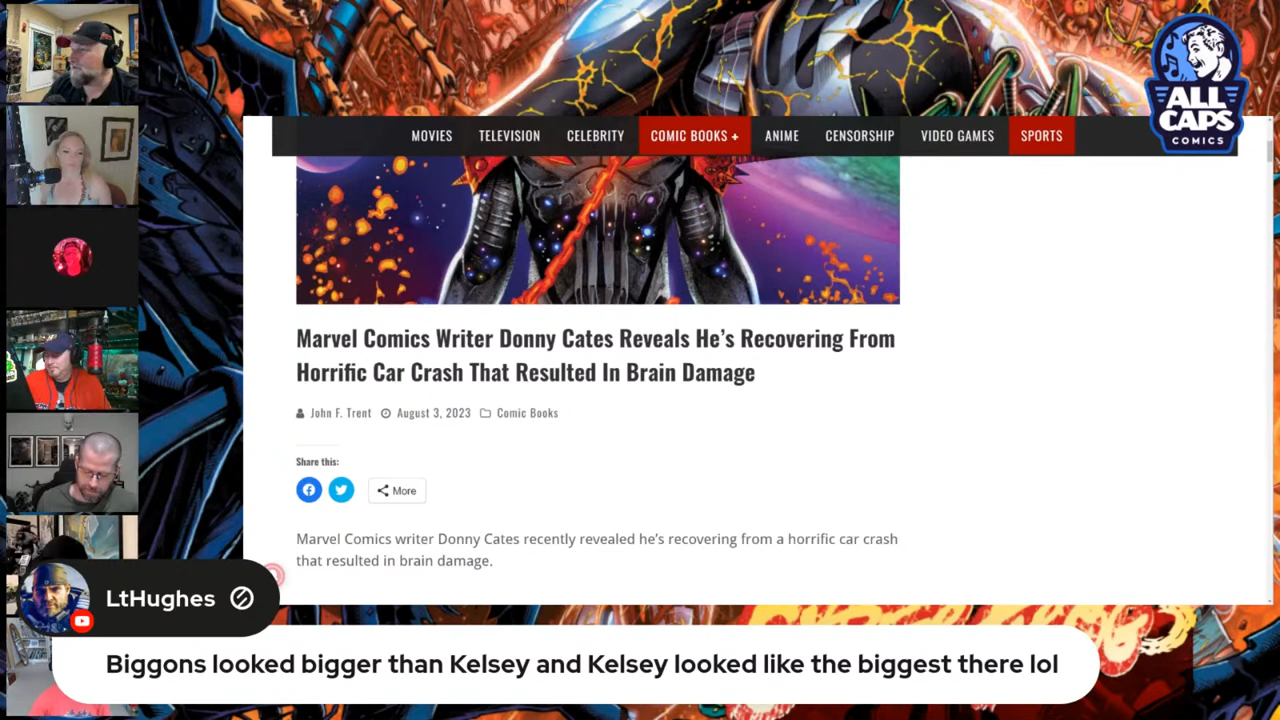 ALL
CAPS
COMICS
MOVIES TELEVISION CELEBRITY COMIC BOOKS + ANIME CENSORSHIP VIDEO GAMES SPORTS
Marvel Comics Writer Donny Cates Reveals He’s Recovering From
Horrific Car Crash That Resulted In Brain Damage
John F. Trent August 3, 2023 Comic Books
Share this:
More
Marvel Comics writer Donny Cates recently revealed he’s recovering from a horrific car crash
that resulted in brain damage.
LtHughes
Biggons looked bigger than Kelsey and Kelsey looked like the biggest there lol